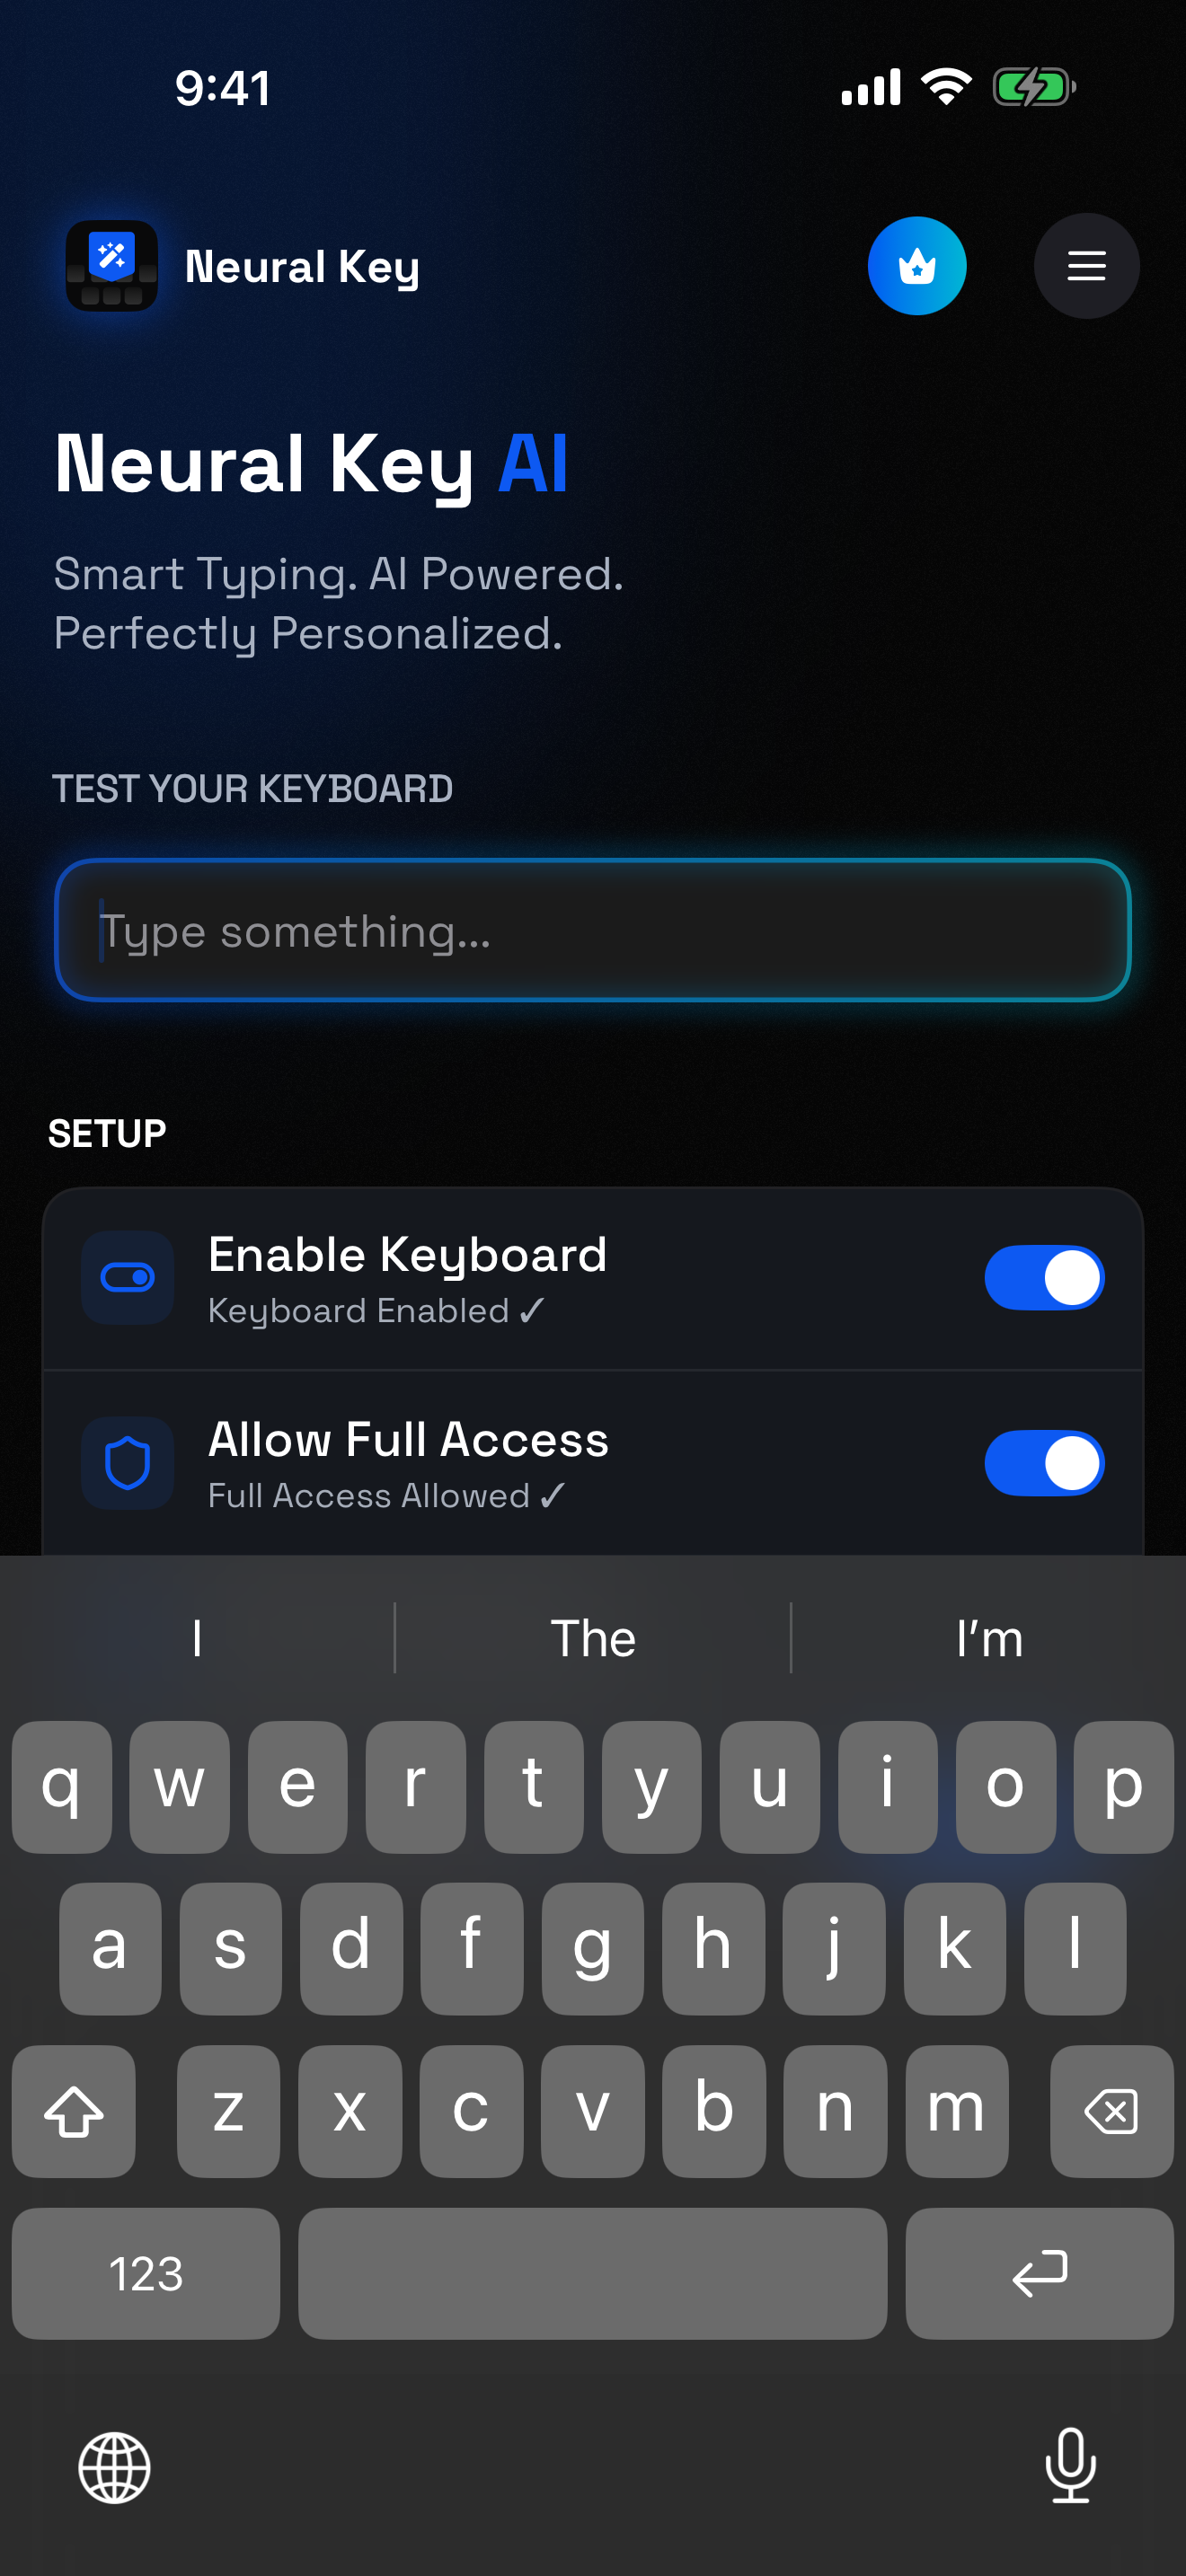 9:41
Neural Key
Neural Key AI
Smart Typing. AI Powered.
Perfectly Personalized.
TEST YOUR KEYBOARD
Type something...
SETUP
Enable Keyboard
Keyboard Enabled ✓
Allow Full Access
Full Access Allowed ✓
I The I’m
q w e r t y u i o p
a s d f g h j k l
z x c v b n m
123